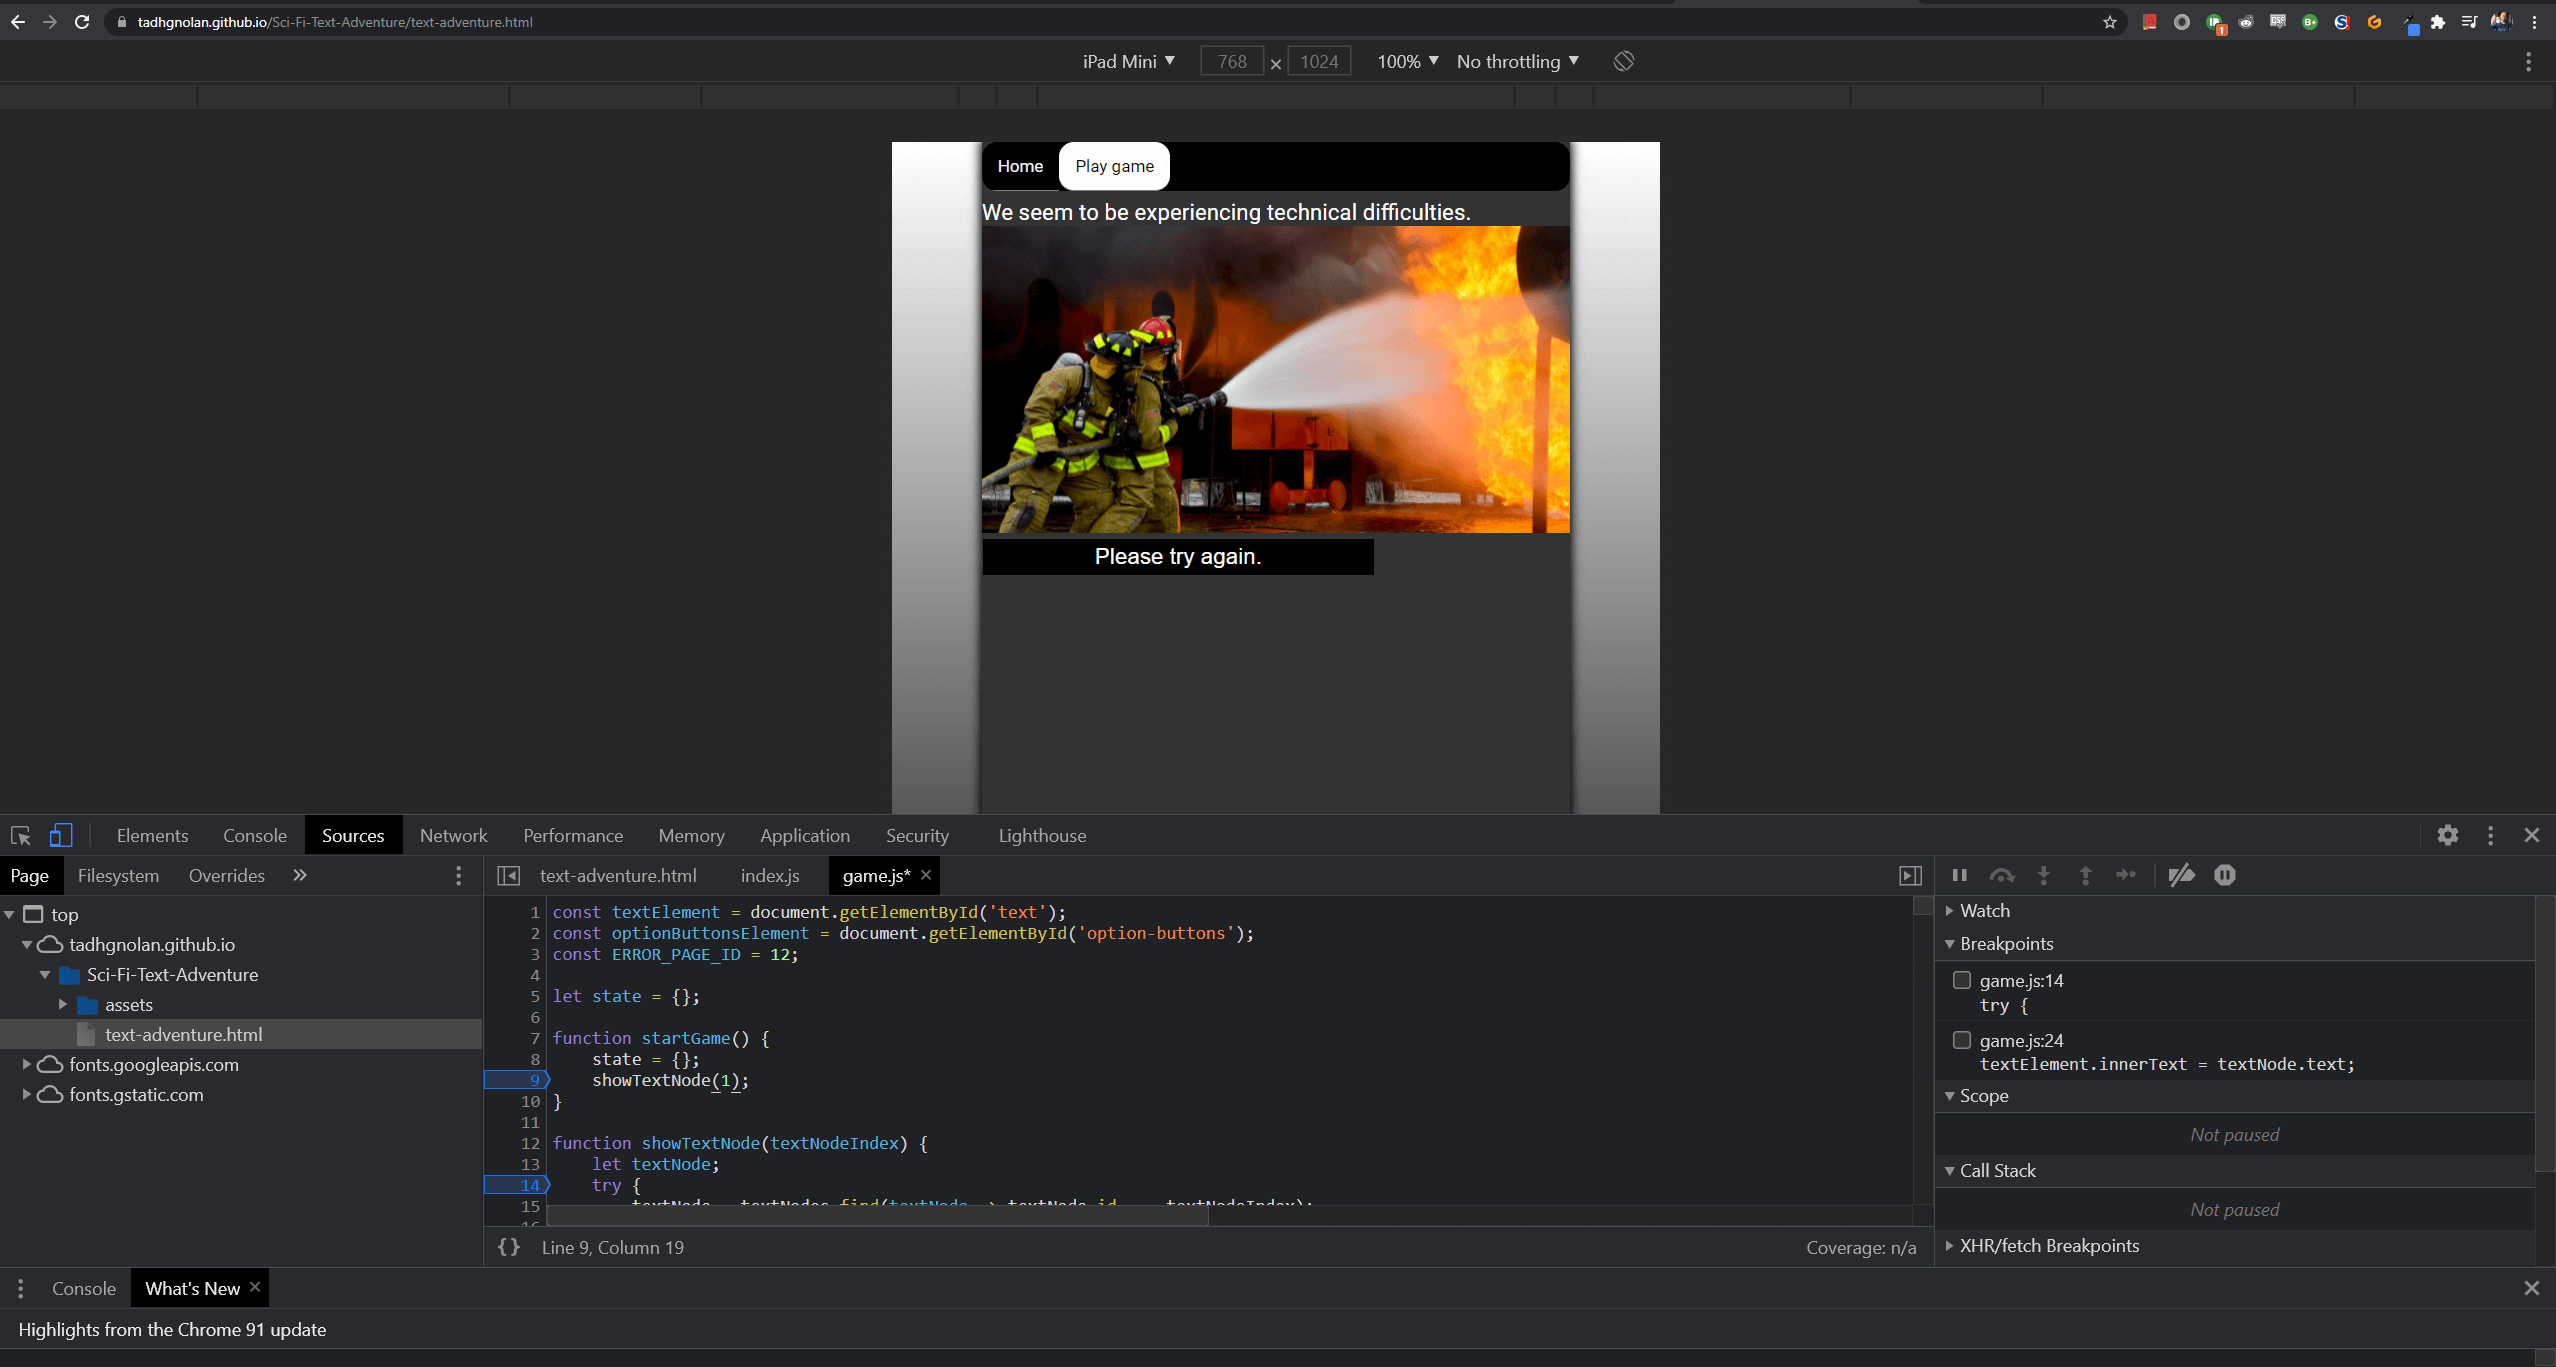 tadhgnolan.github.io/Sci-Fi-Text-Adventure/text-adventure.html
iPad Mini ▼ 768 × 1024 100% ▼ No throttling ▼
Home Play game
We seem to be experiencing technical difficulties.
Please try again.
Elements Console Sources Network Performance Memory Application Security Lighthouse
Page Filesystem Overrides »
text-adventure.html index.js game.js* ×
top
tadhgnolan.github.io
Sci-Fi-Text-Adventure
assets
text-adventure.html
fonts.googleapis.com
fonts.gstatic.com
1 const textElement = document.getElementById('text');
2 const optionButtonsElement = document.getElementById('option-buttons');
3 const ERROR_PAGE_ID = 12;
4
5 let state = {};
6
7 function startGame() {
8 state = {};
9 showTextNode(1);
10 }
11
12 function showTextNode(textNodeIndex) {
13 let textNode;
14 try {
15
{} Line 9, Column 19 Coverage: n/a
Watch
Breakpoints
game.js:14
try {
game.js:24
textElement.innerText = textNode.text;
Scope
Not paused
Call Stack
Not paused
XHR/fetch Breakpoints
Console What's New ×
Highlights from the Chrome 91 update